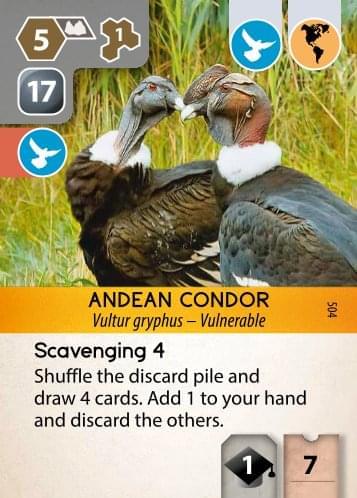 5
1
17
ANDEAN CONDOR
Vultur gryphus – Vulnerable
504
Scavenging 4
Shuffle the discard pile and
draw 4 cards. Add 1 to your hand
and discard the others.
1
7